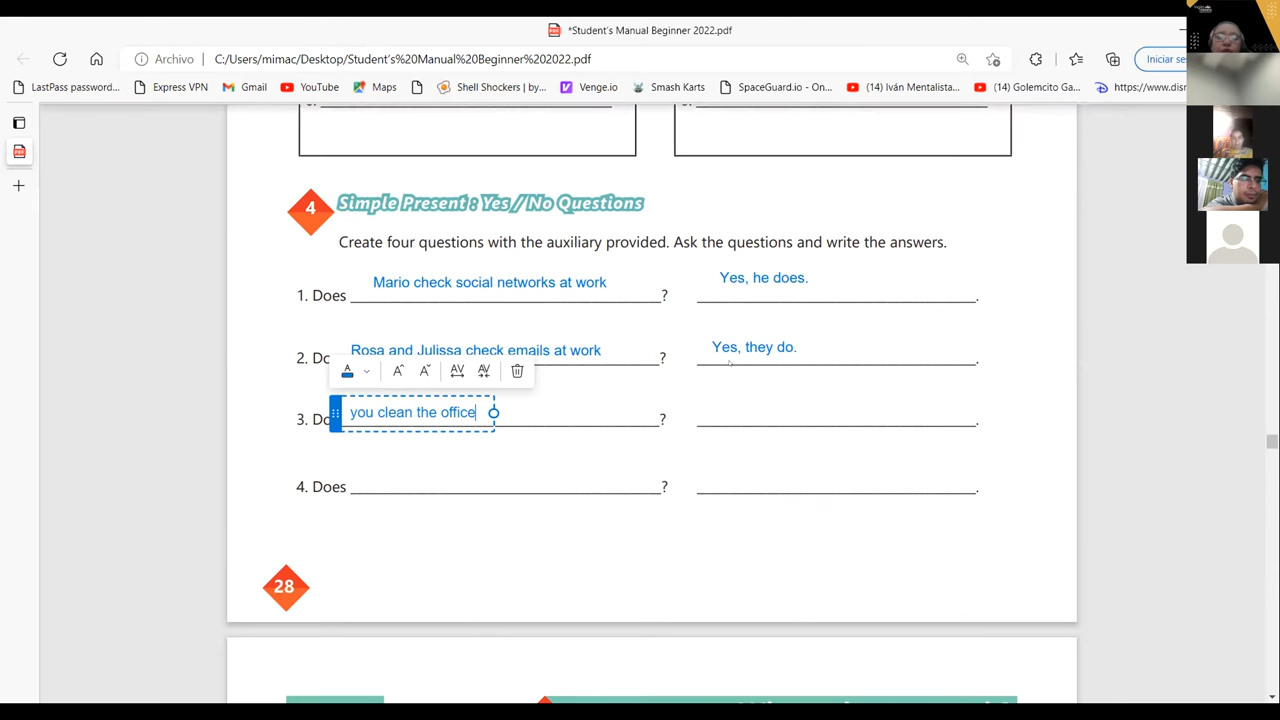 *Student's Manual Beginner 2022.pdf
Archivo
C:/Users/mimac/Desktop/Student's%20Manual%20Beginner%202022.pdf
Iniciar se
LastPass password...
Express VPN
Gmail
YouTube
Maps
Shell Shockers | by...
Venge.io
Smash Karts
SpaceGuard.io - On...
(14) Iván Mentalista...
(14) Golemcito Ga...
https://www.disn
4
Simple Present : Yes / No Questions
Create four questions with the auxiliary provided. Ask the questions and write the answers.
1. Does Mario check social networks at work ? Yes, he does. .
2. Do Rosa and Julissa check emails at work ? Yes, they do. .
3. Do you clean the office ? .
4. Does ? .
28